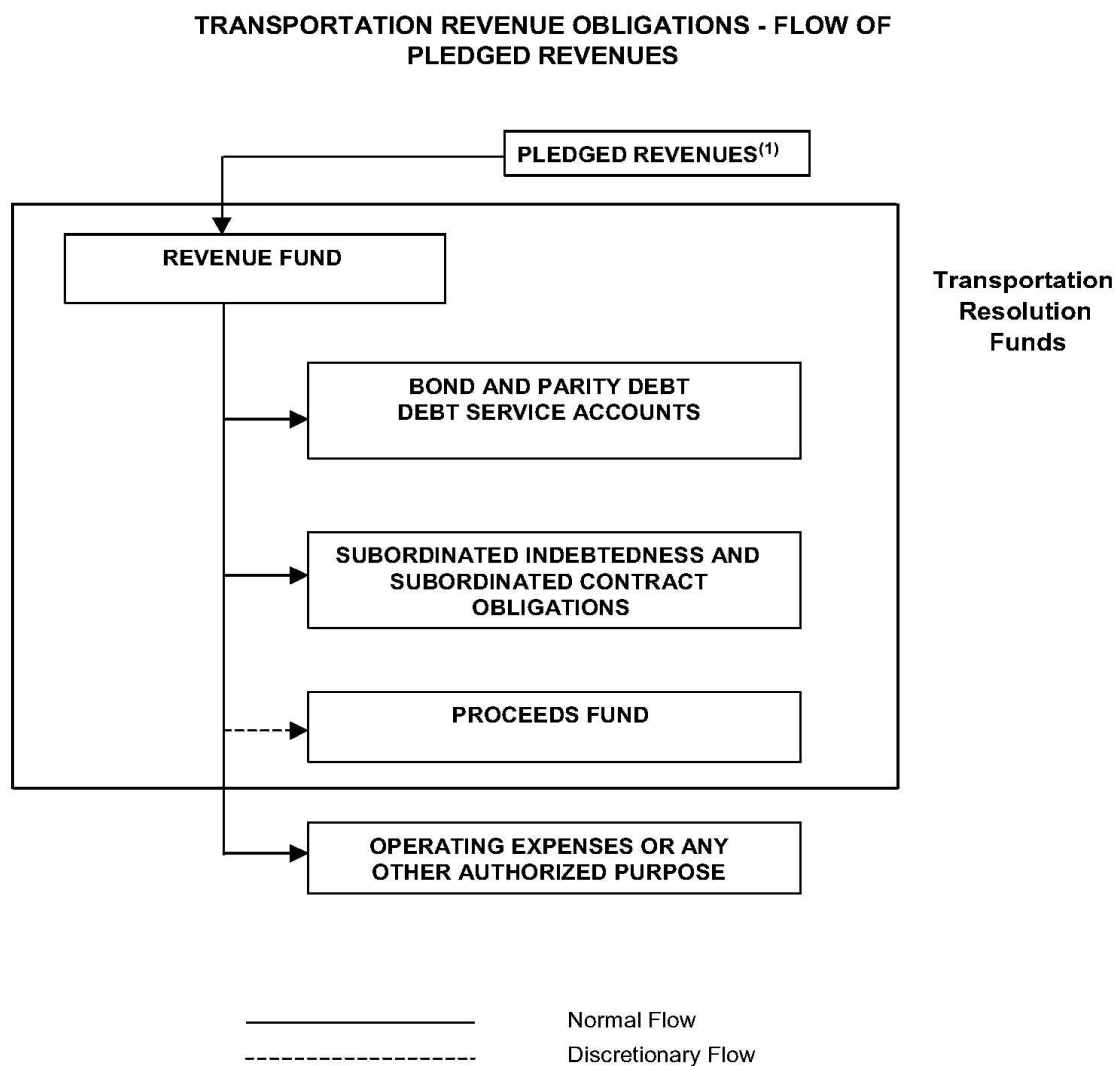 TRANSPORTATION REVENUE OBLIGATIONS - FLOW OF
PLEDGED REVENUES
PLEDGED REVENUES(1)
REVENUE FUND
Transportation
Resolution
Funds
BOND AND PARITY DEBT
DEBT SERVICE ACCOUNTS
SUBORDINATED INDEBTEDNESS AND
SUBORDINATED CONTRACT
OBLIGATIONS
PROCEEDS FUND
OPERATING EXPENSES OR ANY
OTHER AUTHORIZED PURPOSE
Normal Flow
Discretionary Flow